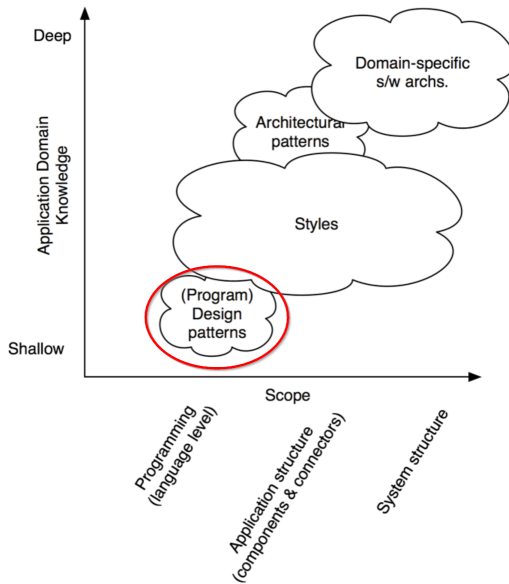 Deep
Domain-specific
s/w archs.
Architectural
patterns
Application Domain
Knowledge
Styles
(Program)
Design
patterns
Shallow
Scope
Programming
(language level)
Application structure
(components & connectors)
System structure